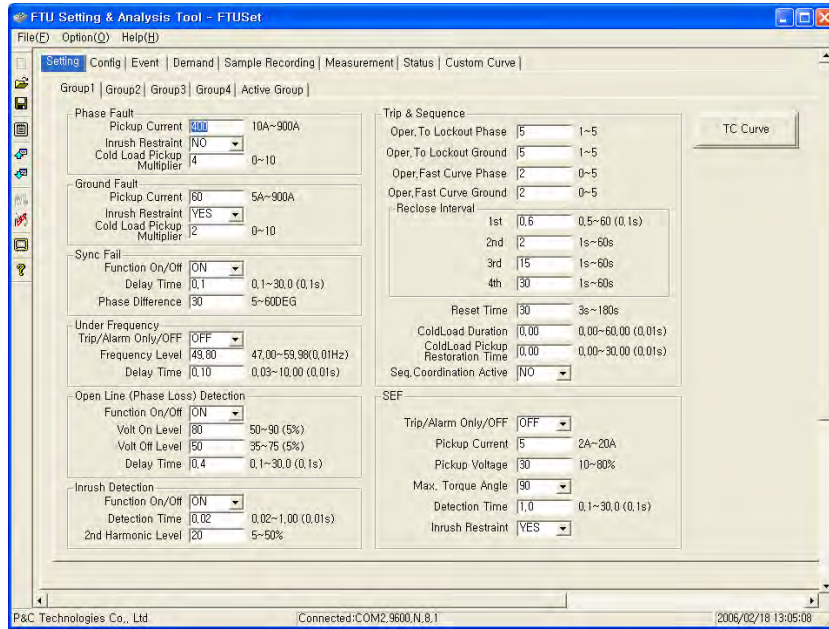 FTU Setting & Analysis Tool - FTUSet
File(F) Option(O) Help(H)
Setting Config Event Demand Sample Recording Measurement Status Custom Curve
Group1 Group2 Group3 Group4 Active Group
Phase Fault
Pickup Current 400 10A~900A
Inrush Restraint NO
Cold Load Pickup
Multiplier 4 0~10
Ground Fault
Pickup Current 60 5A~900A
Inrush Restraint YES
Cold Load Pickup
Multiplier 2 0~10
Sync Fail
Function On/Off ON
Delay Time 0,1 0,1~30,0 (0,1s)
Phase Difference 30 5~60DEG
Under Frequency
Trip/Alarm Only/OFF OFF
Frequency Level 49,80 47,00~59,98(0,01Hz)
Delay Time 0,10 0,03~10,00 (0,01s)
Open Line (Phase Loss) Detection
Function On/Off ON
Volt On Level 80 50~90 (5%)
Volt Off Level 50 35~75 (5%)
Delay Time 0,4 0,1~30,0 (0,1s)
Inrush Detection
Function On/Off ON
Detection Time 0,02 0,02~1,00 (0,01s)
2nd Harmonic Level 20 5~50%
Trip & Sequence
Oper,To Lockout Phase 5 1~5
Oper,To Lockout Ground 5 1~5
Oper,Fast Curve Phase 2 0~5
Oper,Fast Curve Ground 2 0~5
Reclose Interval
1st 0,6 0,5~60 (0,1s)
2nd 2 1s~60s
3rd 15 1s~60s
4th 30 1s~60s
Reset Time 30 3s~180s
ColdLoad Duration 0,00 0,00~60,00 (0,01s)
ColdLoad Pickup
Restoration Time 0,00 0,00~30,00 (0,01s)
Seq,Coordination Active NO
SEF
Trip/Alarm Only/OFF OFF
Pickup Current 5 2A~20A
Pickup Voltage 30 10~80%
Max, Torque Angle 90
Detection Time 1,0 0,1~30,0 (0,1s)
Inrush Restraint YES
TC Curve
P&C Technologies Co,, Ltd Connected:COM2,9600,N,8,1 2006/02/18 13:05:08